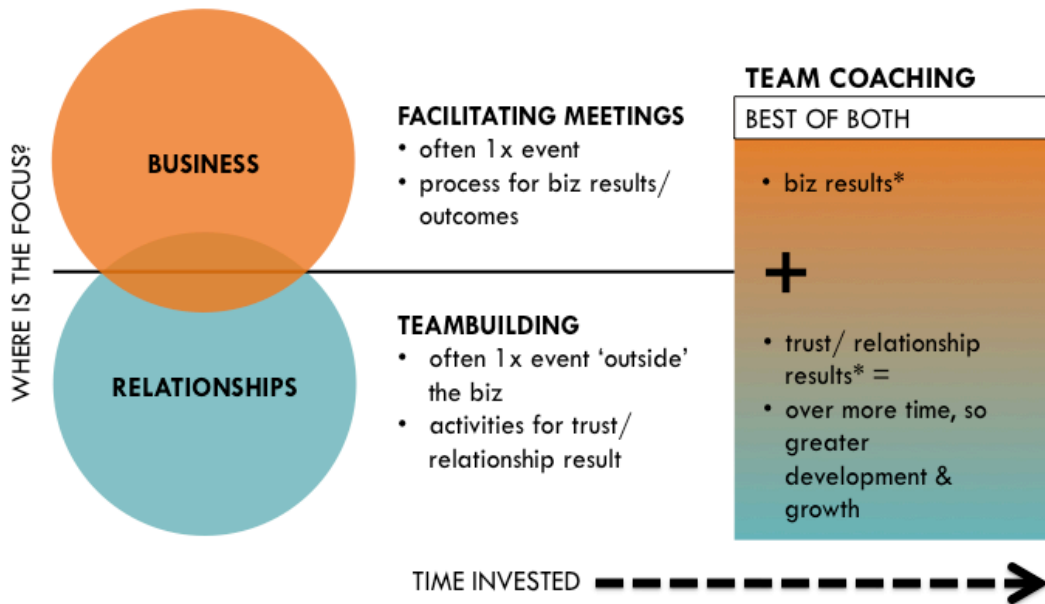 WHERE IS THE FOCUS?
BUSINESS
RELATIONSHIPS
FACILITATING MEETINGS
• often 1x event
• process for biz results/
outcomes
TEAMBUILDING
• often 1x event ‘outside’
the biz
• activities for trust/
relationship result
TEAM COACHING
BEST OF BOTH
• biz results*
+
• trust/ relationship
results* =
• over more time, so
greater
development &
growth
TIME INVESTED